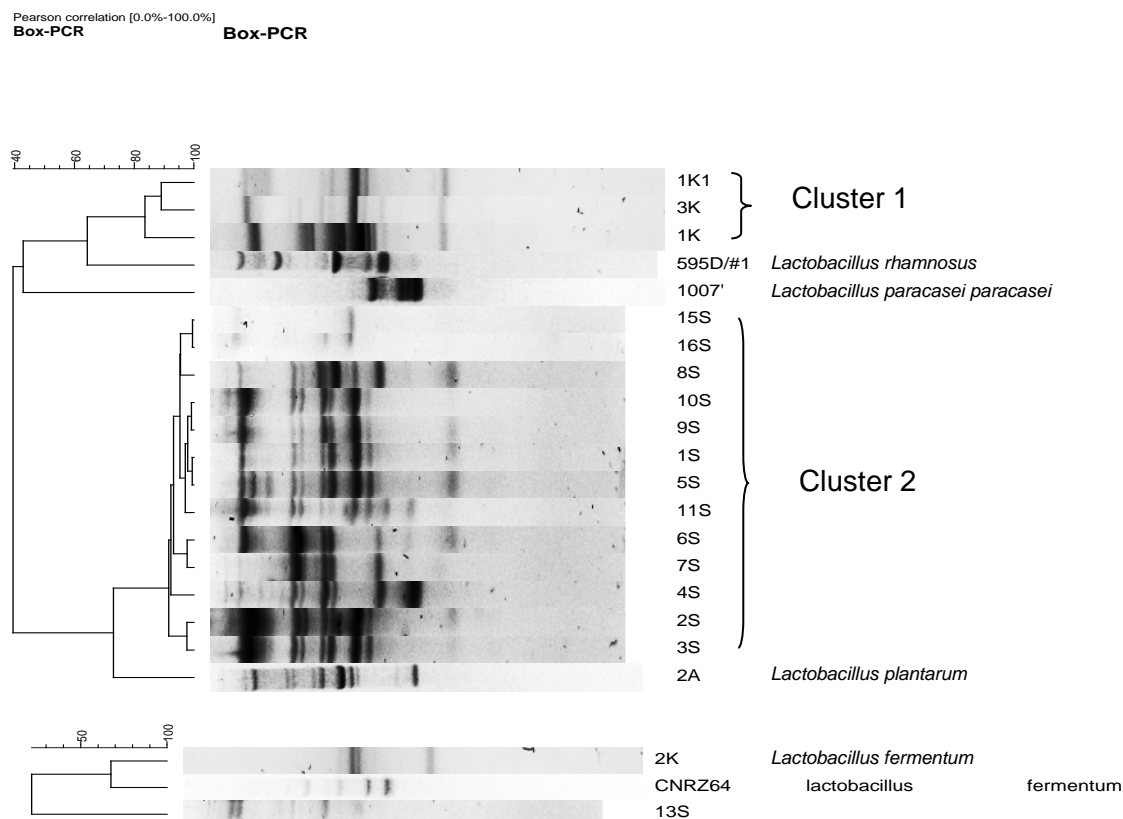 Pearson correlation [0.0%-100.0%]
Box-PCR Box-PCR
40 60 80 100
1K1
3K Cluster 1
1K
595D/#1 Lactobacillus rhamnosus
1007' Lactobacillus paracasei paracasei
15S
16S
8S
10S
9S
1S
5S Cluster 2
11S
6S
7S
4S
2S
3S
2A Lactobacillus plantarum
50 100
2K Lactobacillus fermentum
CNRZ64 lactobacillus fermentum
13S